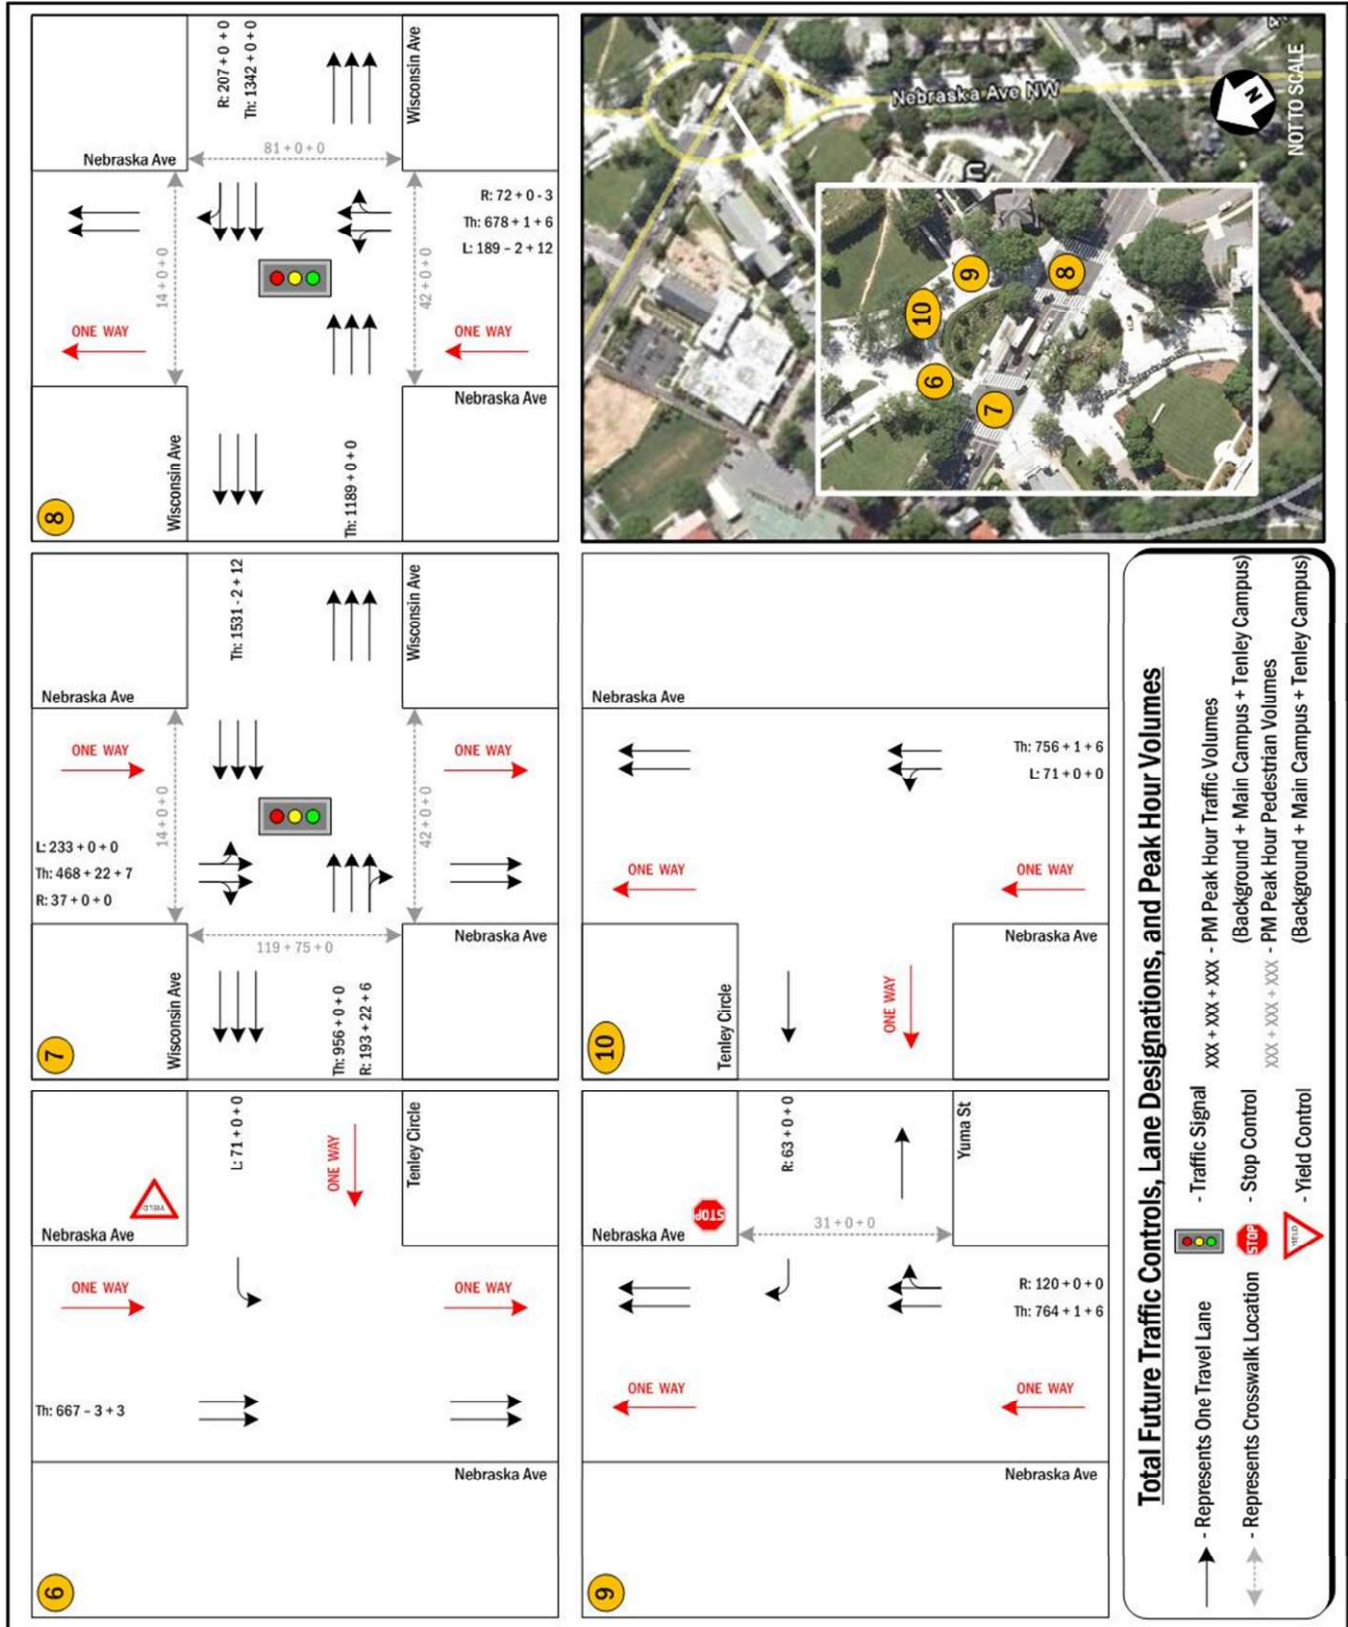 6
Nebraska Ave
YIELD
L: 71 + 0 + 0
ONE WAY
ONE WAY
ONE WAY
Th: 667 – 3 + 3
Tenley Circle
Nebraska Ave
7
Nebraska Ave
Wisconsin Ave
L: 233 + 0 + 0
Th: 468 + 22 + 7
R: 37 + 0 + 0
14 + 0 + 0
ONE WAY
ONE WAY
Th: 1531 - 2 + 12
42 + 0 + 0
119 + 75 + 0
Th: 956 + 0 + 0
R: 193 + 22 + 6
Wisconsin Ave
Nebraska Ave
8
Nebraska Ave
Wisconsin Ave
R: 207 + 0 + 0
Th: 1342 + 0 + 0
81 + 0 + 0
14 + 0 + 0
42 + 0 + 0
ONE WAY
ONE WAY
R: 72 + 0 - 3
Th: 678 + 1 + 6
L: 189 – 2 + 12
Th: 1189 + 0 + 0
Wisconsin Ave
Nebraska Ave
9
Nebraska Ave
STOP
R: 63 + 0 + 0
31 + 0 + 0
ONE WAY
ONE WAY
R: 120 + 0 + 0
Th: 764 + 1 + 6
Yuma St
Nebraska Ave
10
Nebraska Ave
Tenley Circle
ONE WAY
ONE WAY
ONE WAY
Th: 756 + 1 + 6
L: 71 + 0 + 0
Nebraska Ave
Nebraska Ave NW
n
10
9
6
8
7
N
NOT TO SCALE
Total Future Traffic Controls, Lane Designations, and Peak Hour Volumes
- Represents One Travel Lane
- Represents Crosswalk Location
- Traffic Signal
STOP - Stop Control
YIELD - Yield Control
XXX + XXX + XXX - PM Peak Hour Traffic Volumes
(Background + Main Campus + Tenley Campus)
XXX + XXX + XXX - PM Peak Hour Pedestrian Volumes
(Background + Main Campus + Tenley Campus)